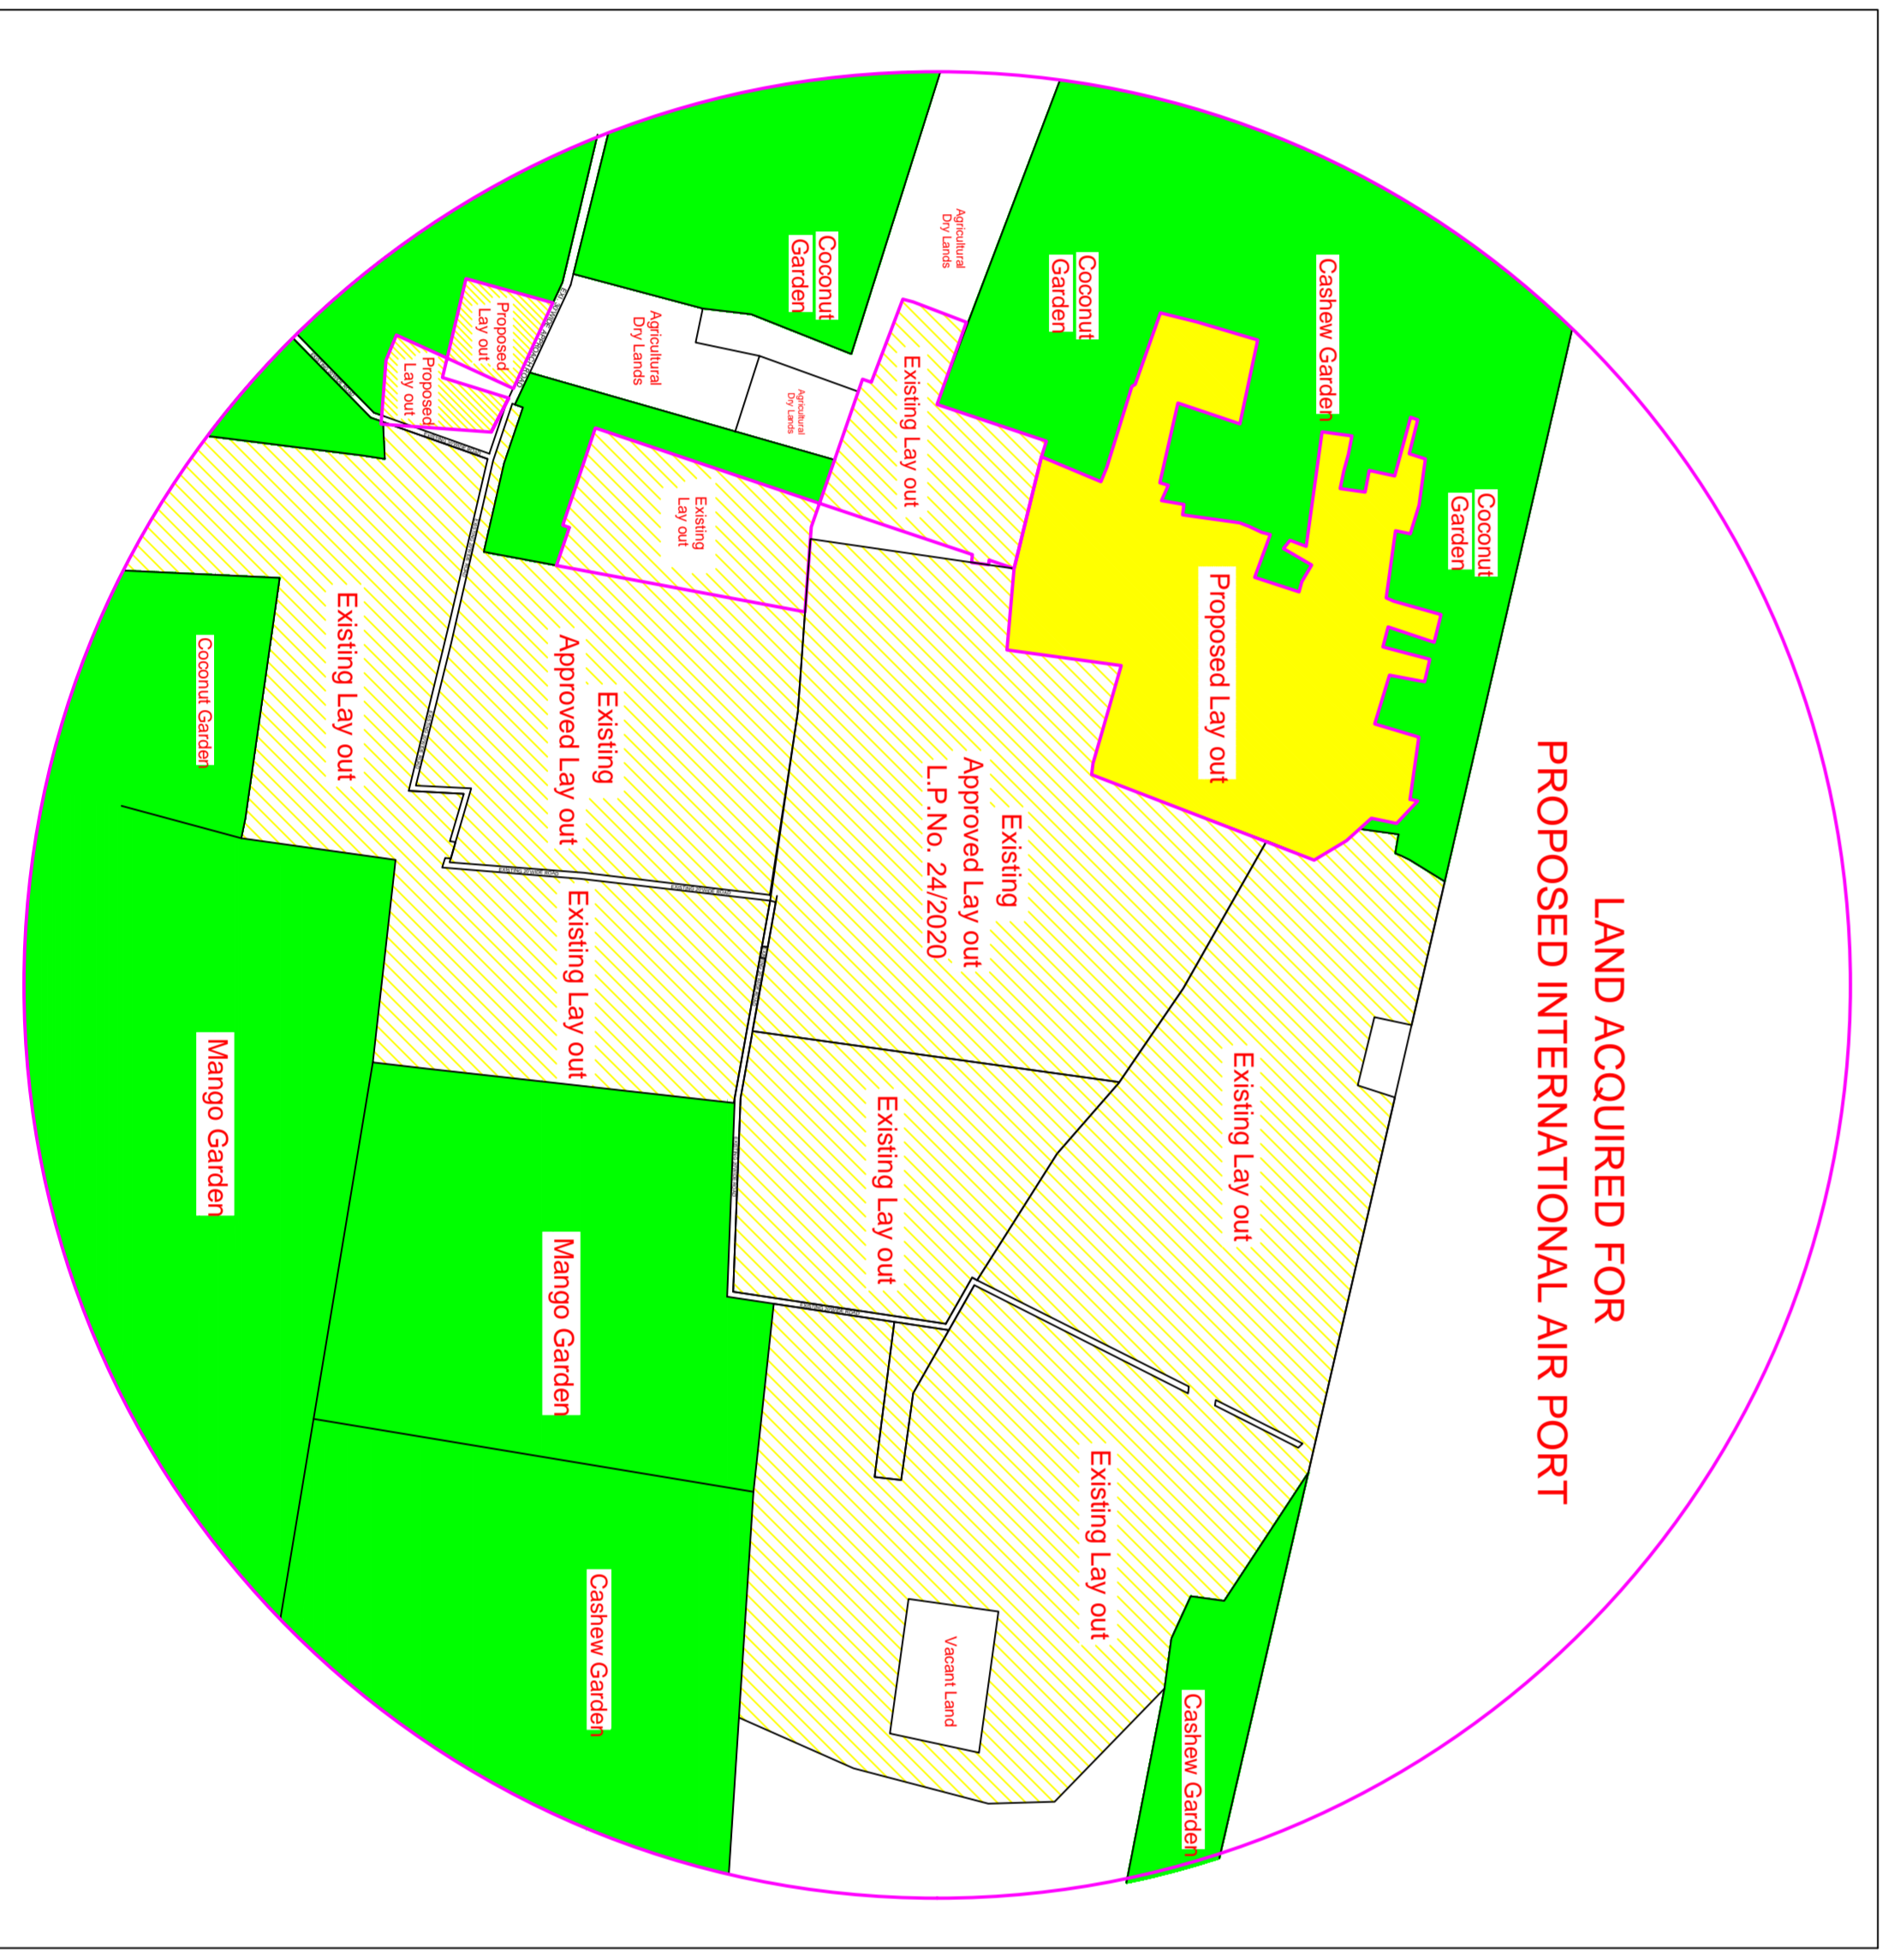 LAND ACQUIRED FOR
PROPOSED INTERNATIONAL AIR PORT
Coconut
Garden
Cashew Garden
Coconut
Garden
Proposed Lay out
Agricultural
Dry Lands
Existing Lay out
Coconut
Garden
Agricultural
Dry Lands
Agricultural
Dry Lands
Existing
Lay out
Proposed
Lay out
Proposed
Lay out
Existing
Approved Lay out
L.P.No. 24/2020
Existing
Approved Lay out
Existing Lay out
Coconut Garden
Existing Lay out
Existing Lay out
Existing Lay out
Existing Lay out
Mango Garden
Mango Garden
Cashew Garden
Vacant Land
Cashew Garden